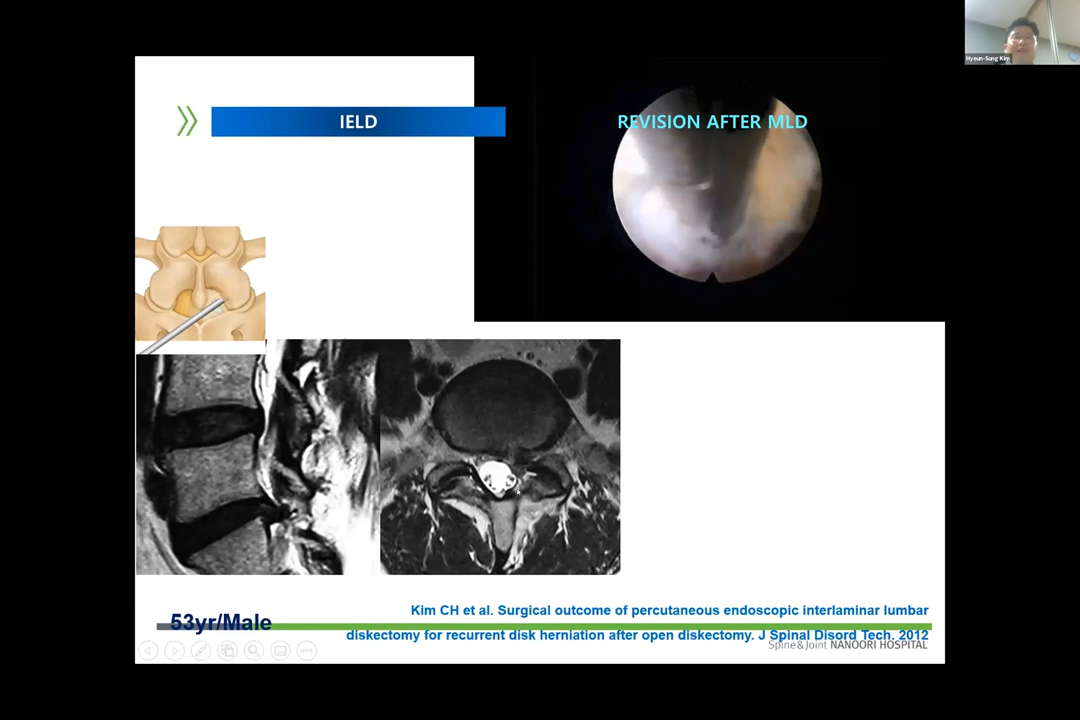 Hyeun-Sung Kim
IELD
REVISION AFTER MLD
53yr/Male
Kim CH et al. Surgical outcome of percutaneous endoscopic interlaminar lumbar
diskectomy for recurrent disk herniation after open diskectomy. J Spinal Disord Tech. 2012
Spine&Joint NANOORI HOSPITAL